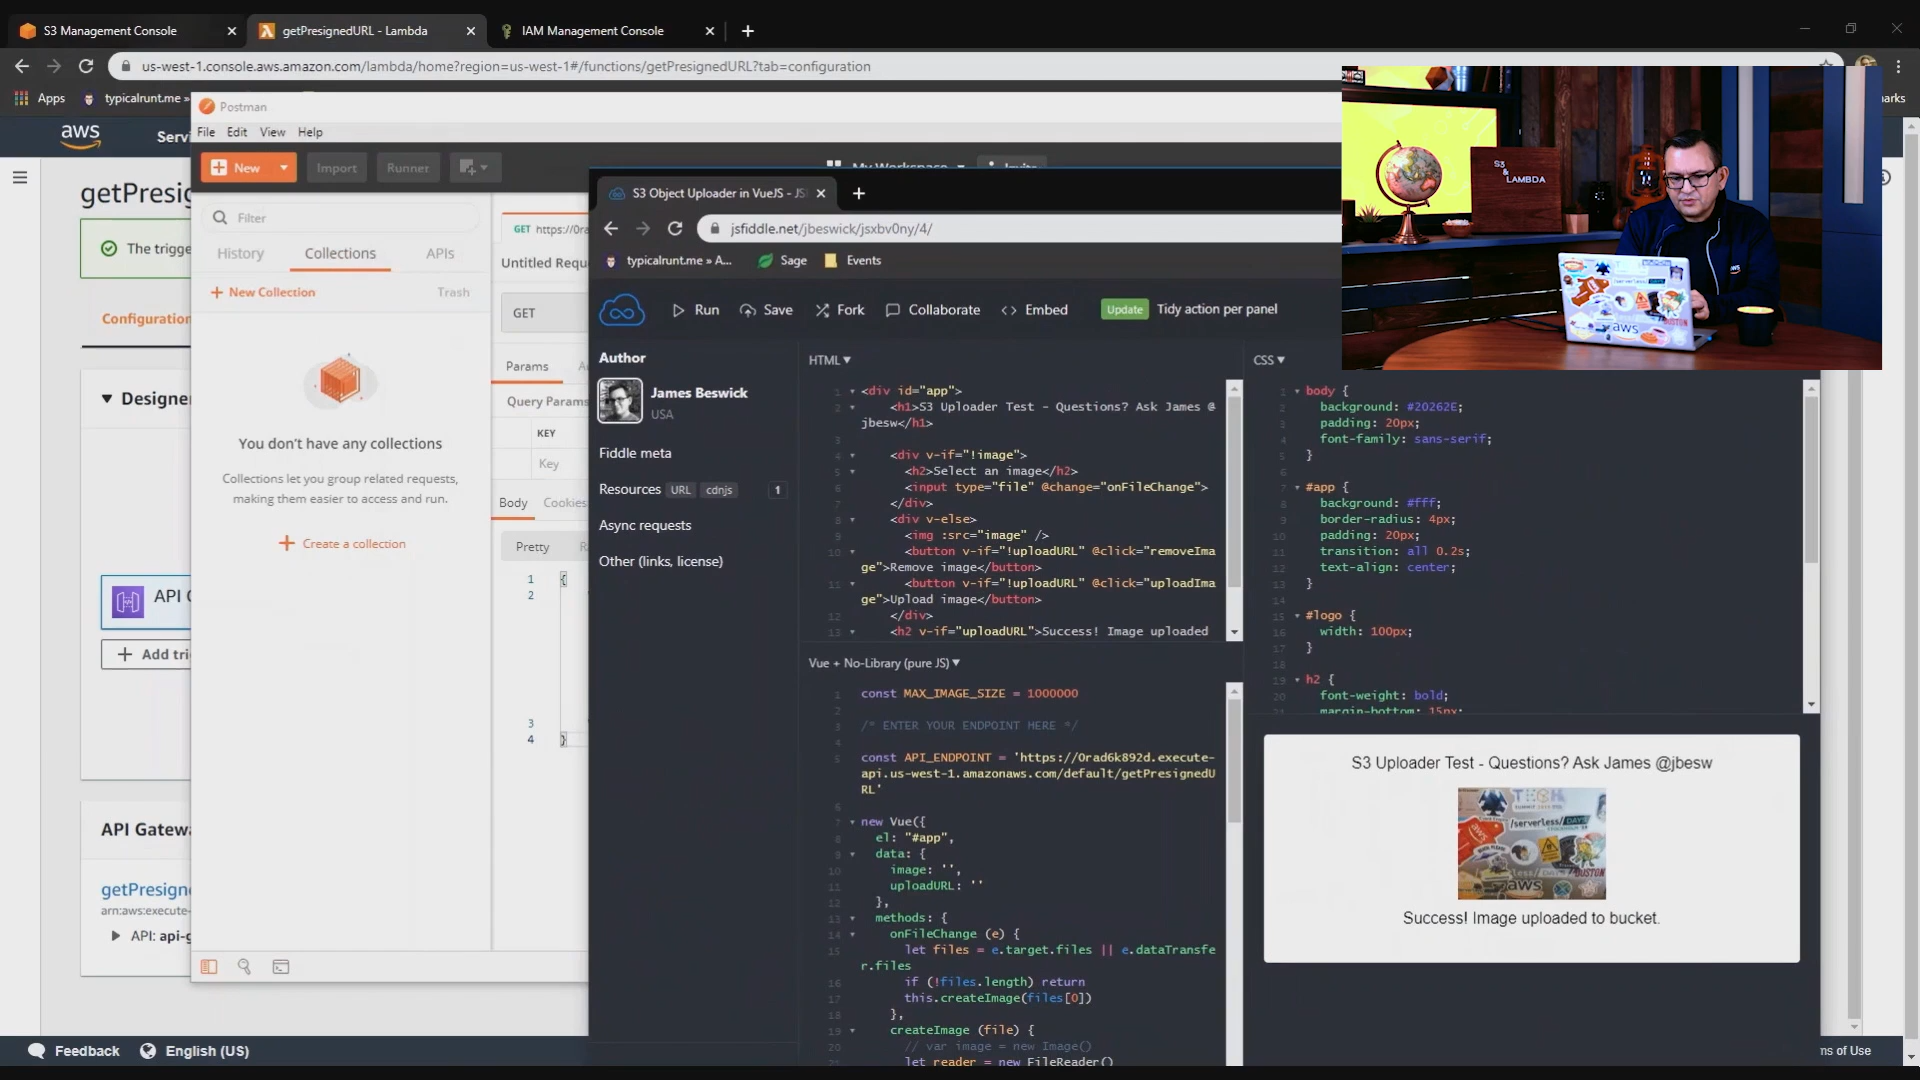 S3 Management Console
getPresignedURL - Lambda
IAM Management Console
us-west-1.console.aws.amazon.com/lambda/home?region=us-west-1#/functions/getPresignedURL?tab=configuration
Apps
typicalrunt.me »
arks
aws
Servi
getPresig
The trigge
Configuration
Designer
API G
Add tri
API Gatew
getPresign
arn:aws:execute-
API: api-g
Postman
File Edit View Help
New
Import
Runner
My Workspace
Invite
Filter
History
Collections
APIs
New Collection
Trash
You don't have any collections
Collections let you group related requests,
making them easier to access and run.
Create a collection
GET https://0ra
Untitled Reque
GET
Params
Query Params
KEY
Key
Body
Cookies
Pretty
1 {
2
3
4 }
S3 Object Uploader in VueJS - JS
jsfiddle.net/jbeswick/jsxbv0ny/4/
typicalrunt.me » A...
Sage
Events
Run
Save
Fork
Collaborate
Embed
Update
Tidy action per panel
Author
James Beswick
USA
Fiddle meta
Resources URL cdnjs 1
Async requests
Other (links, license)
HTML
1 <div id="app">
2 <h1>S3 Uploader Test - Questions? Ask James @
jbesw</h1>
3
4 <div v-if="!image">
5 <h2>Select an image</h2>
6 <input type="file" @change="onFileChange">
7 </div>
8 <div v-else>
9 <img :src="image" />
10 <button v-if="!uploadURL" @click="removeIma
ge">Remove image</button>
11 <button v-if="!uploadURL" @click="uploadIma
ge">Upload image</button>
12 </div>
13 <h2 v-if="uploadURL">Success! Image uploaded
Vue + No-Library (pure JS)
1 const MAX_IMAGE_SIZE = 1000000
2
3 /* ENTER YOUR ENDPOINT HERE */
4
5 const API_ENDPOINT = 'https://0rad6k892d.execute-
api.us-west-1.amazonaws.com/default/getPresignedU
RL'
6
7 new Vue({
8 el: "#app",
9 data: {
10 image: '',
11 uploadURL: ''
12 },
13 methods: {
14 onFileChange (e) {
15 let files = e.target.files || e.dataTransfe
r.files
16 if (!files.length) return
17 this.createImage(files[0])
18 },
19 createImage (file) {
20 // var image = new Image()
21 let reader = new FileReader()
CSS
1 body {
2 background: #20262E;
3 padding: 20px;
4 font-family: sans-serif;
5 }
6
7 #app {
8 background: #fff;
9 border-radius: 4px;
10 padding: 20px;
11 transition: all 0.2s;
12 text-align: center;
13 }
14
15 #logo {
16 width: 100px;
17 }
18
19 h2 {
20 font-weight: bold;
21 margin-bottom: 15px;
S3 Uploader Test - Questions? Ask James @jbesw
TECH
/serverless/DAYS
BOSTON
aws
Success! Image uploaded to bucket.
S3
&
LAMBDA
aws
BOSTON
Feedback
English (US)
ms of Use